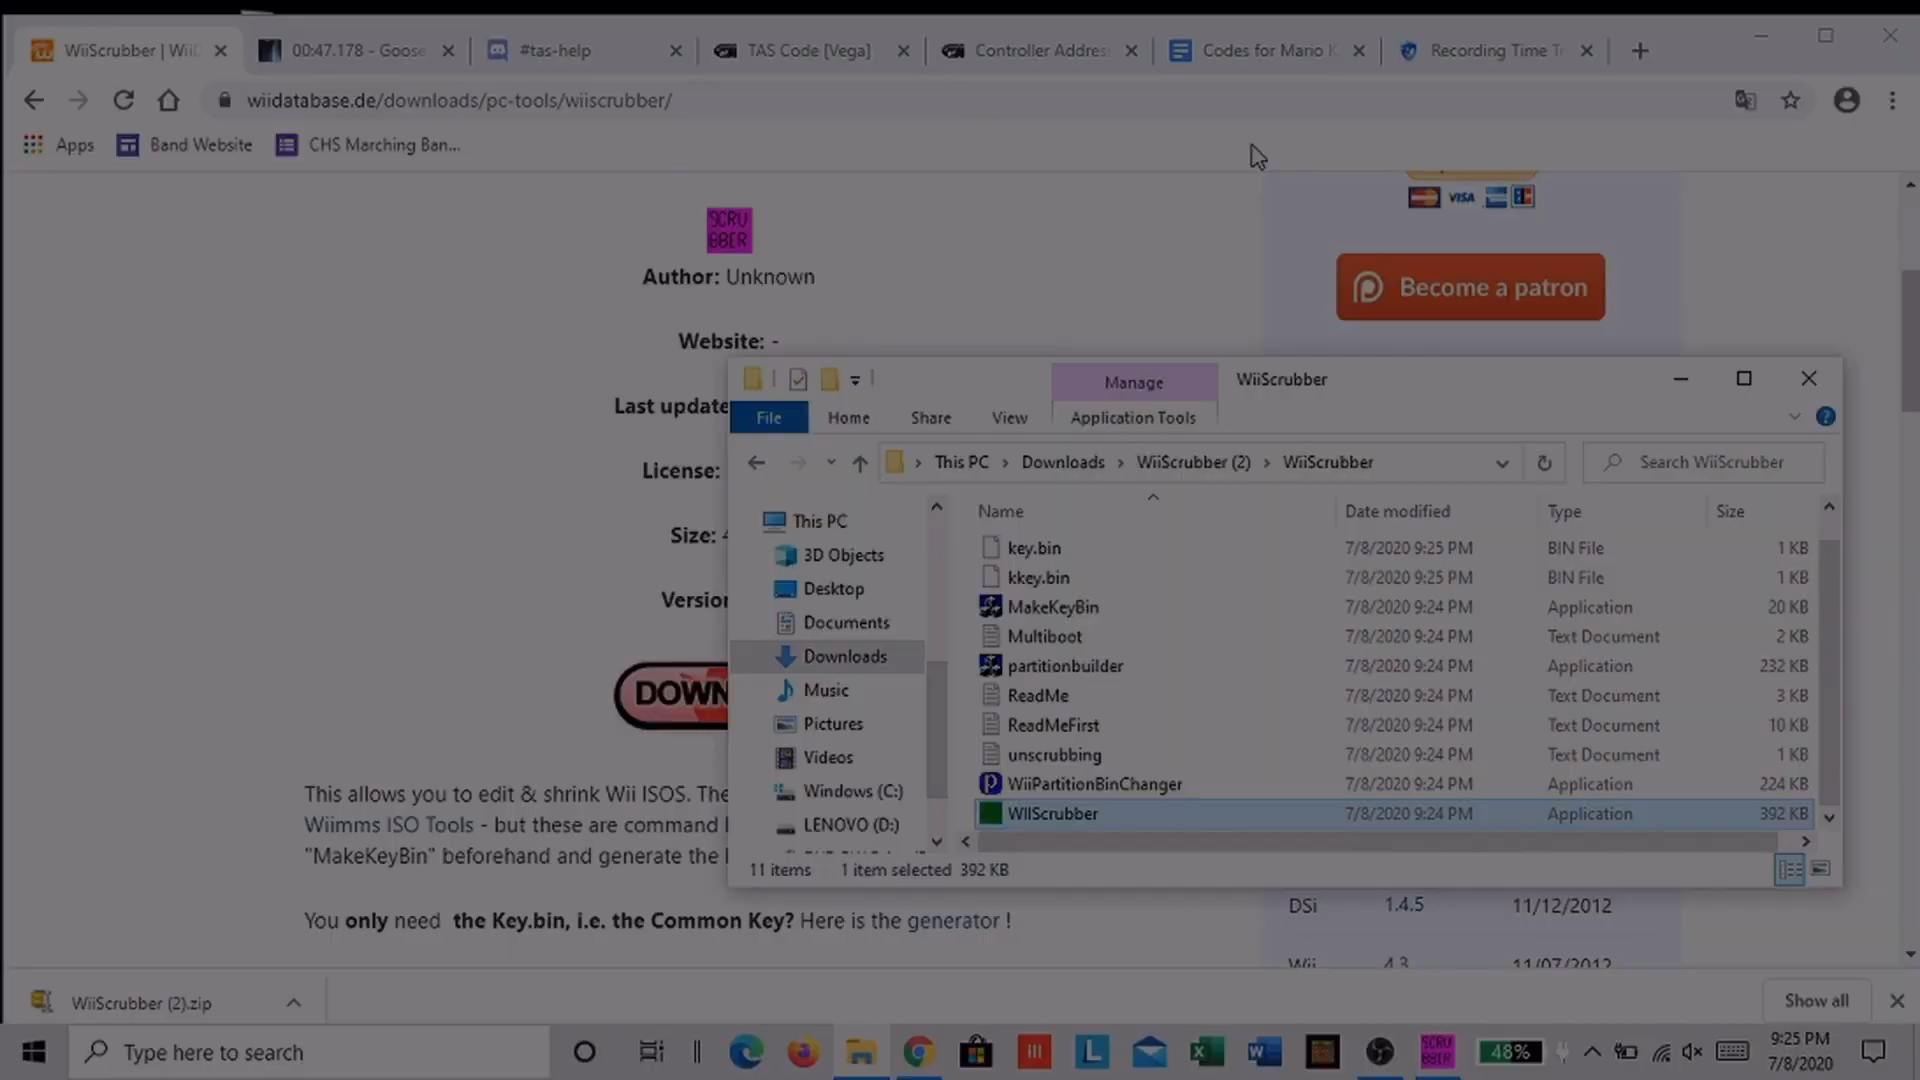 WiiScrubber | WiiD
00:47.178 - Goose
#tas-help
TAS Code [Vega]
Controller Addres
Codes for Mario K
Recording Time Tr
wiidatabase.de/downloads/pc-tools/wiiscrubber/
Apps
Band Website
CHS Marching Ban...
SCRU
BBER
Author: Unknown
VISA
Become a patron
Website: -
Last update
License:
Size:
Version
DOWN
Manage
WiiScrubber
File
Home
Share
View
Application Tools
This PC
Downloads
WiiScrubber (2)
WiiScrubber
Search WiiScrubber
This PC
3D Objects
Desktop
Documents
Downloads
Music
Pictures
Videos
Windows (C:)
LENOVO (D:)
Name Date modified Type Size
key.bin 7/8/2020 9:25 PM BIN File 1 KB
kkey.bin 7/8/2020 9:25 PM BIN File 1 KB
MakeKeyBin 7/8/2020 9:24 PM Application 20 KB
Multiboot 7/8/2020 9:24 PM Text Document 2 KB
partitionbuilder 7/8/2020 9:24 PM Application 232 KB
ReadMe 7/8/2020 9:24 PM Text Document 3 KB
ReadMeFirst 7/8/2020 9:24 PM Text Document 10 KB
unscrubbing 7/8/2020 9:24 PM Text Document 1 KB
WiiPartitionBinChanger 7/8/2020 9:24 PM Application 224 KB
WIIScrubber 7/8/2020 9:24 PM Application 392 KB
11 items 1 item selected 392 KB
This allows you to edit & shrink Wii ISOS. The
Wiimms ISO Tools - but these are command l
"MakeKeyBin" beforehand and generate the
You only need the Key.bin, i.e. the Common Key? Here is the generator !
DSi 1.4.5 11/12/2012
Wii 4.3 11/07/2012
WiiScrubber (2).zip
Show all
Type here to search
L
SCRU
BBER
48%
9:25 PM
7/8/2020